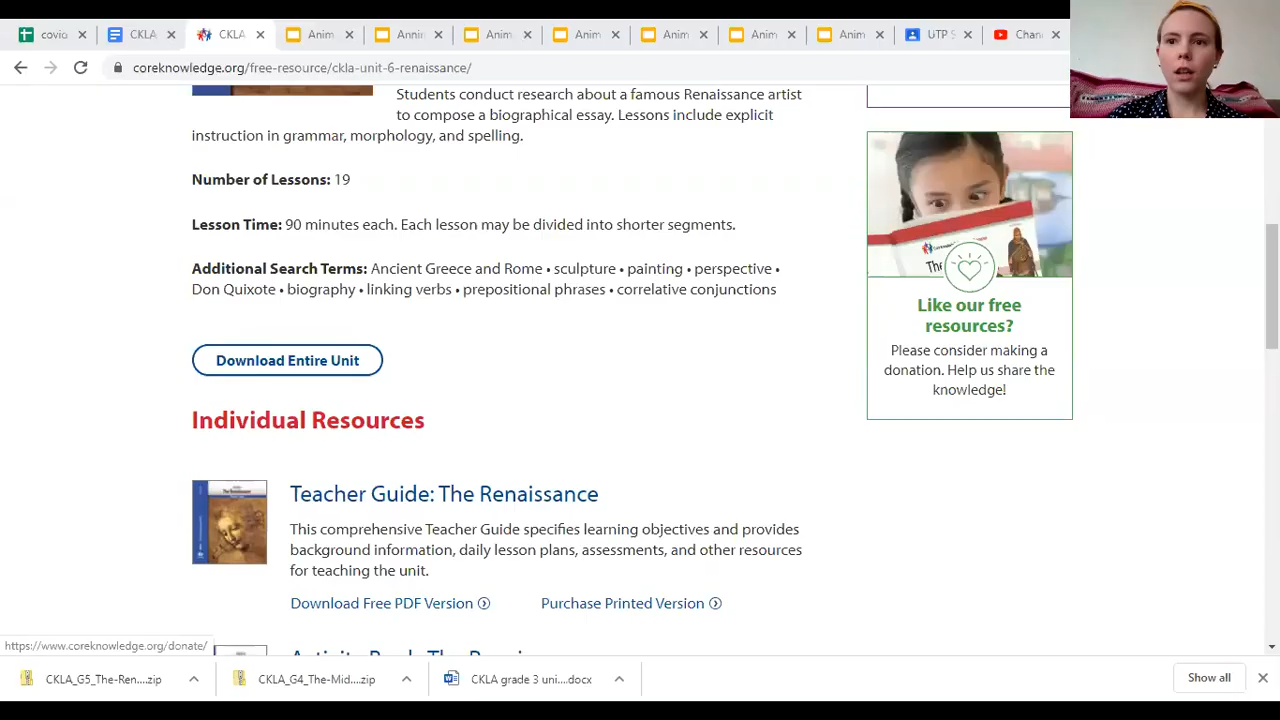 covid
CKLA
CKLA
Anim
Annin
Anim
Anim
Anim
Anim
Anim
UTP S
Chan
coreknowledge.org/free-resource/ckla-unit-6-renaissance/
Students conduct research about a famous Renaissance artist
to compose a biographical essay. Lessons include explicit
instruction in grammar, morphology, and spelling.
Number of Lessons: 19
Lesson Time: 90 minutes each. Each lesson may be divided into shorter segments.
Additional Search Terms: Ancient Greece and Rome • sculpture • painting • perspective •
Don Quixote • biography • linking verbs • prepositional phrases • correlative conjunctions
Download Entire Unit
Like our free
resources?
Please consider making a
donation. Help us share the
knowledge!
Individual Resources
The Renaissance
Teacher Guide: The Renaissance
This comprehensive Teacher Guide specifies learning objectives and provides
background information, daily lesson plans, assessments, and other resources
for teaching the unit.
Download Free PDF Version
Purchase Printed Version
https://www.coreknowledge.org/donate/
CKLA_G5_The-Ren....zip
CKLA_G4_The-Mid....zip
CKLA grade 3 uni....docx
Show all